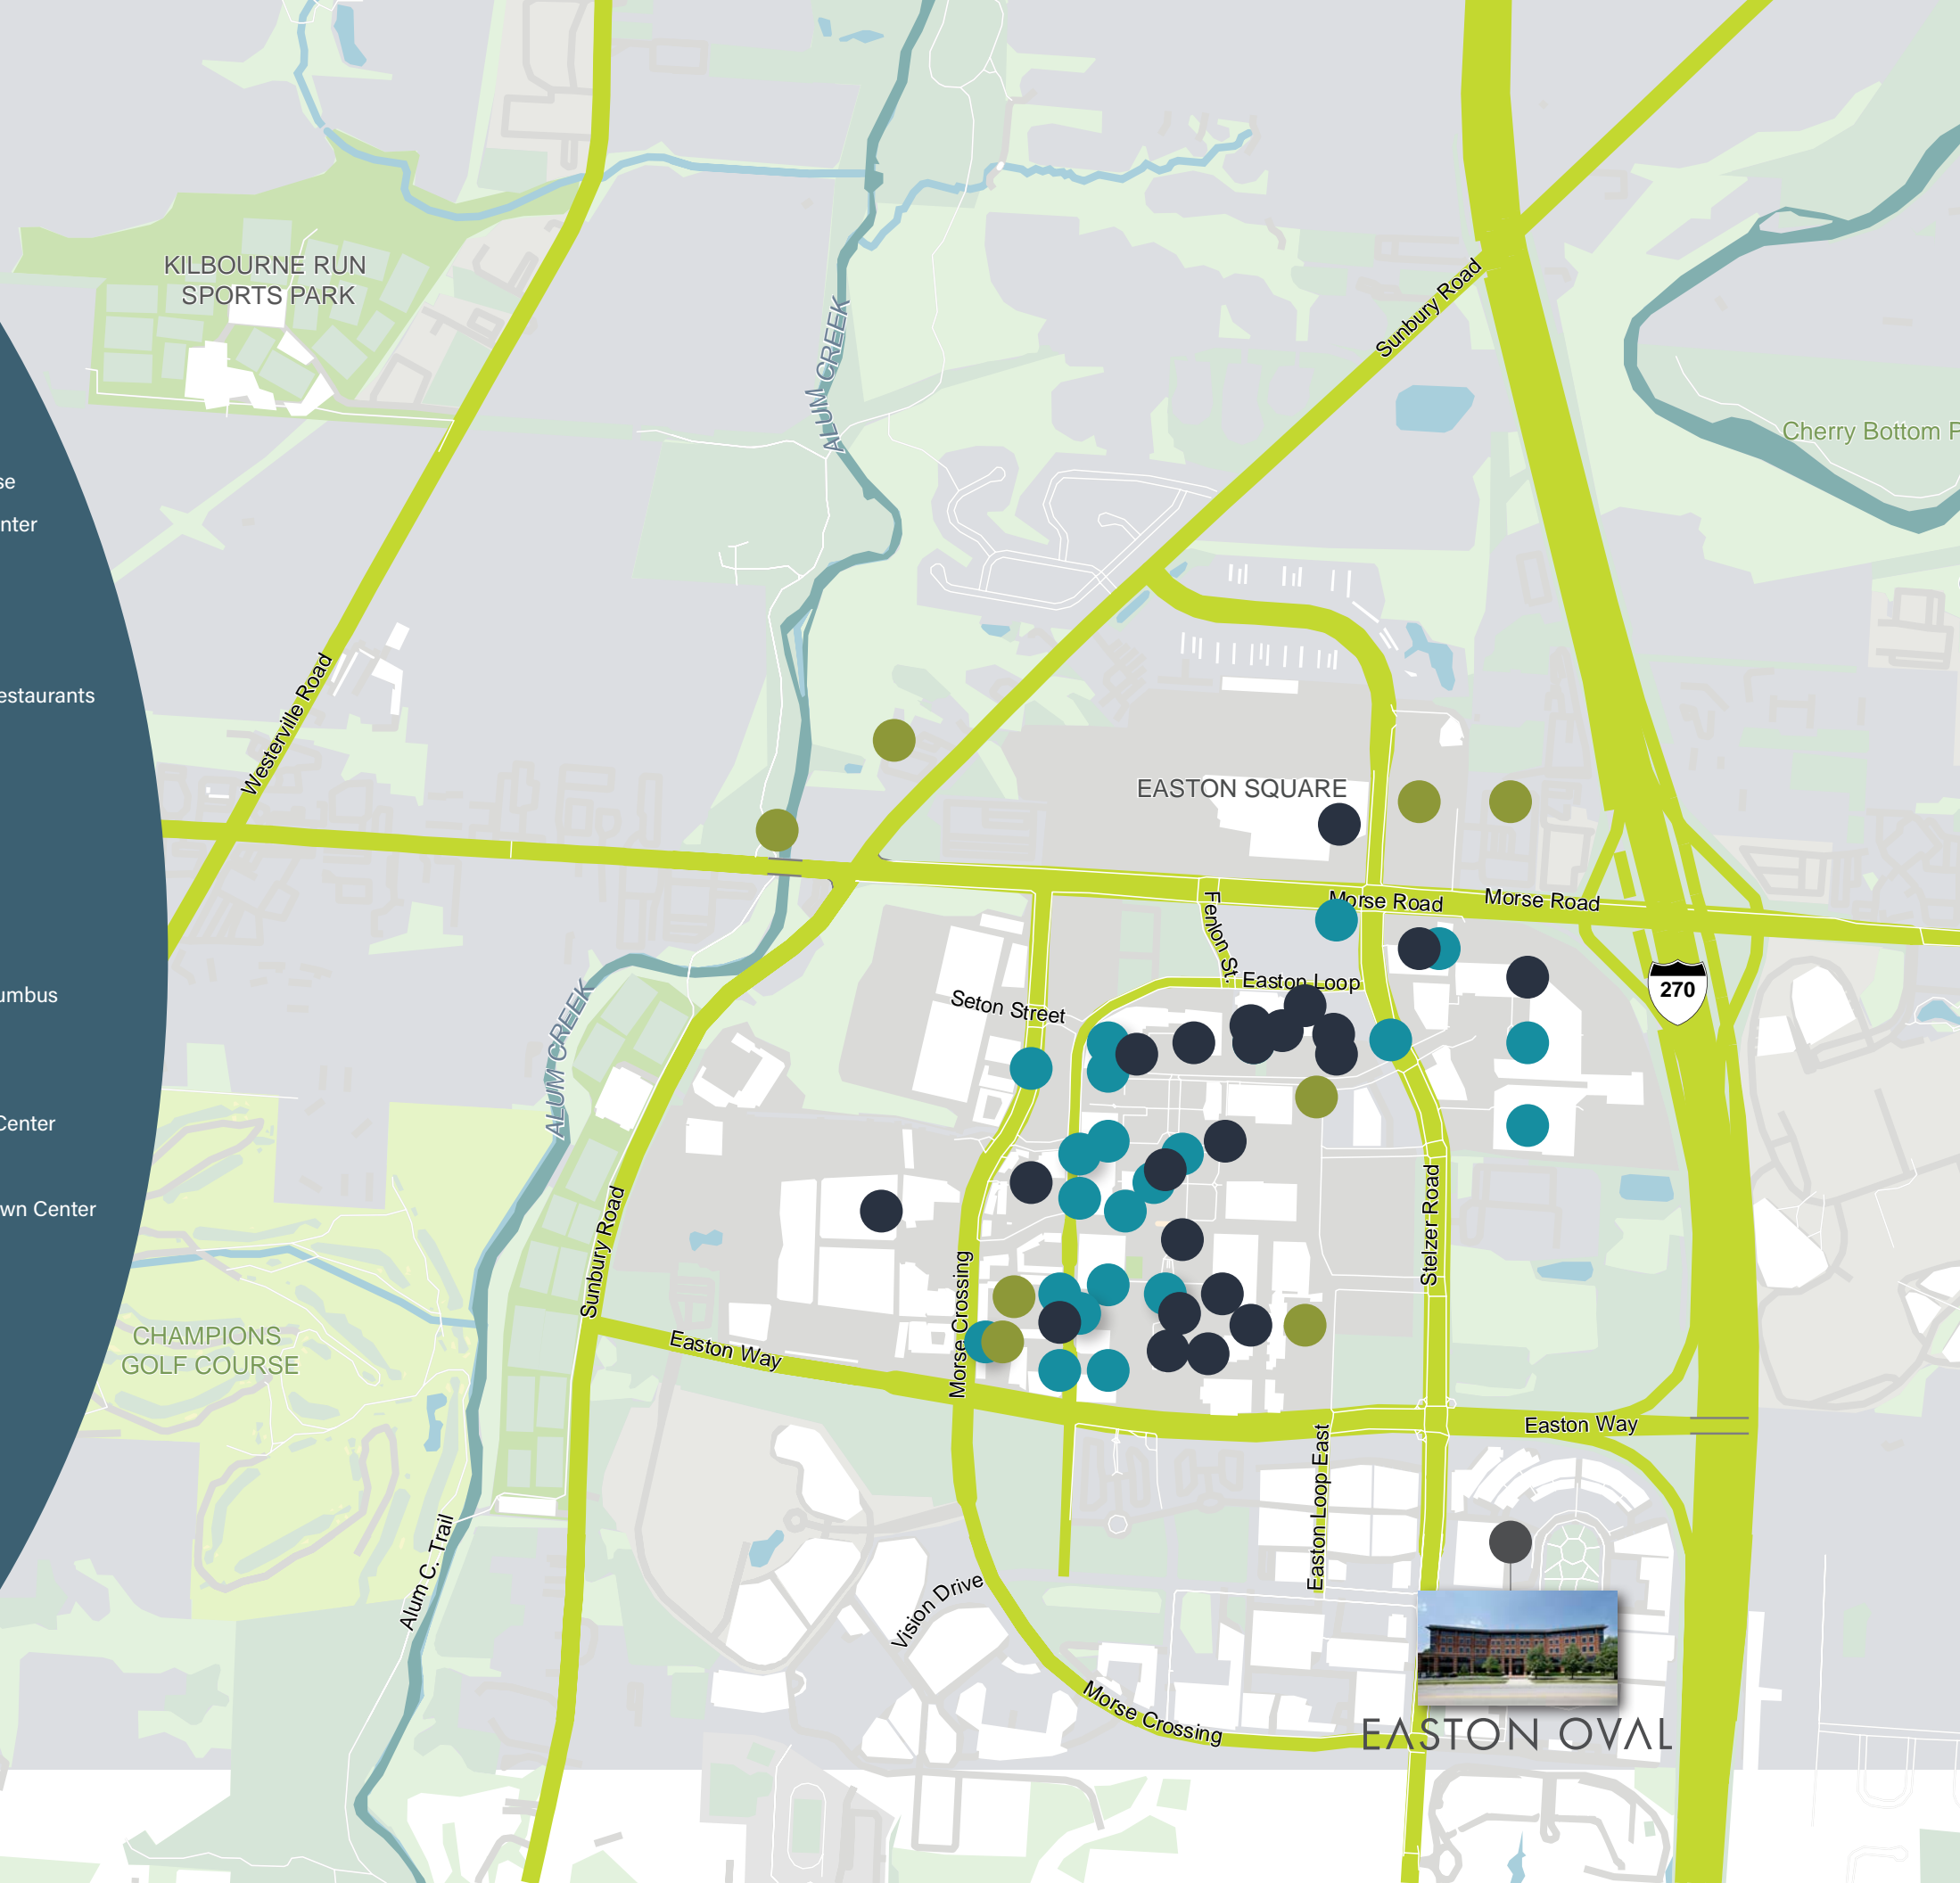 KILBOURNE RUN
SPORTS PARK
ALUM CREEK
Sunbury Road
Cherry Bottom P
se
nter
estaurants
Westerville Road
EASTON SQUARE
Morse Road
Morse Road
Fenlon St.
Easton Loop
270
Seton Street
umbus
ALUM CREEK
Center
wn Center
Sunbury Road
Stelzer Road
Morse Crossing
CHAMPIONS
GOLF COURSE
Easton Way
Easton Way
Easton Loop East
Alum C. Trail
Vision Drive
Morse Crossing
EASTON OVAL